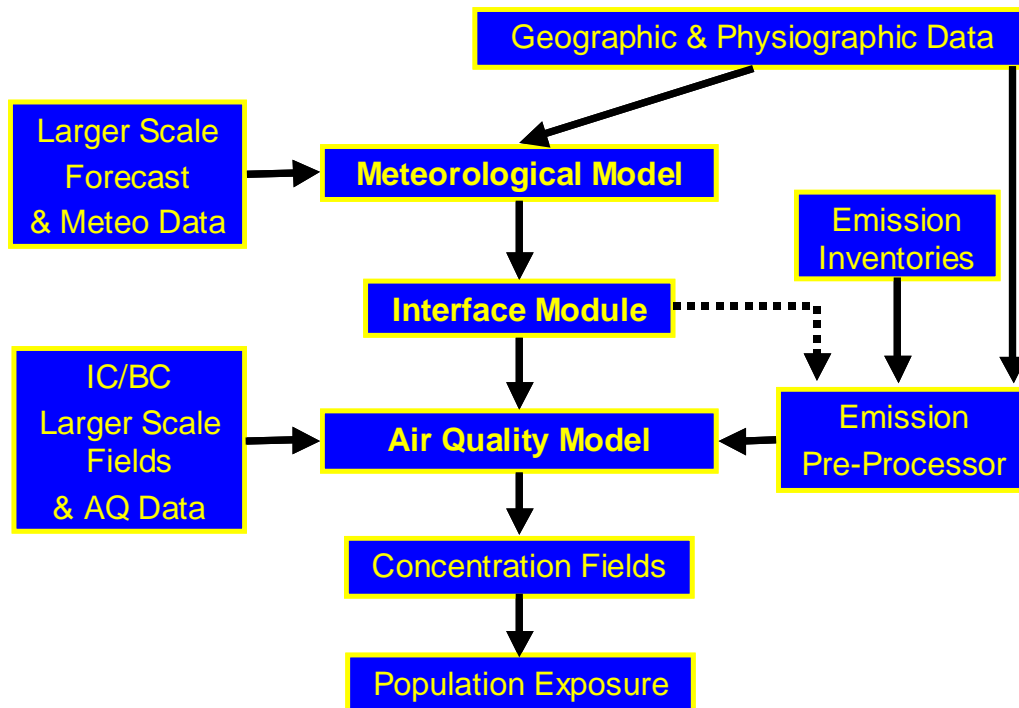 Geographic & Physiographic Data
Larger Scale
Forecast
& Meteo Data
Meteorological Model
Emission
Inventories
Interface Module
IC/BC
Larger Scale
Fields
& AQ Data
Air Quality Model
Emission
Pre-Processor
Concentration Fields
Population Exposure